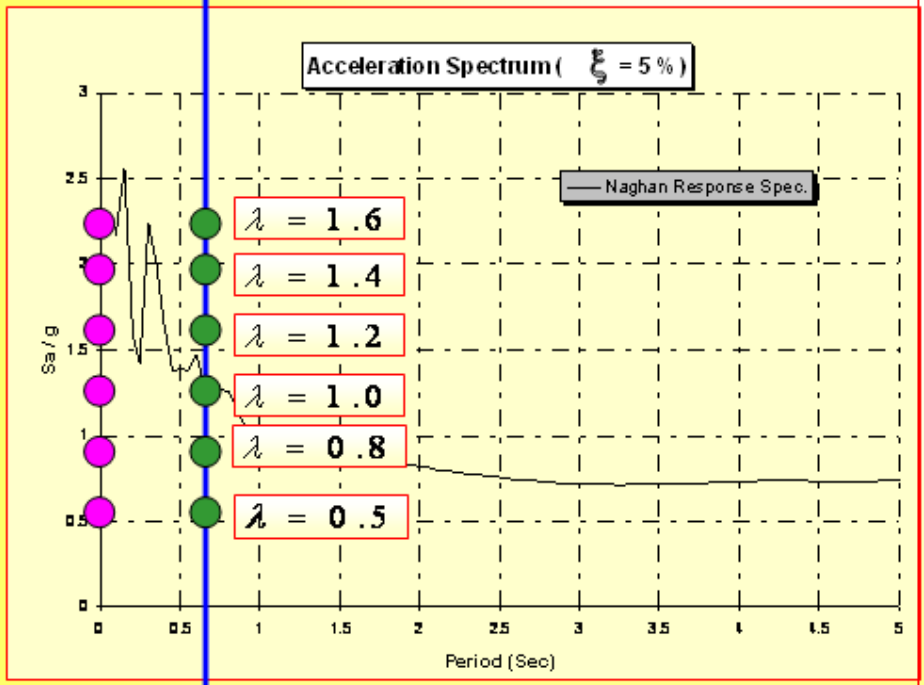 Acceleration Spectrum ( ξ = 5 % )
3
2.5
Naghan Response Spec.
λ = 1.6
λ = 1.4
λ = 1.2
1.5
Sa / g
λ = 1.0
1
λ = 0.8
0.5
λ = 0.5
0
0 0.5 1 1.5 2 2.5 3 3.5 4 4.5 5
Period (Sec)